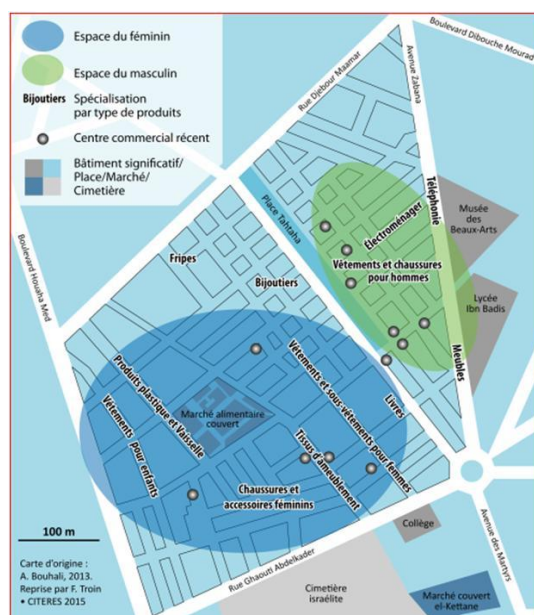 Espace du féminin
Espace du masculin
Bijoutiers Spécialisation
par type de produits
Centre commercial récent
Bâtiment significatif/
Place/Marché/
Cimetière
Boulevard Dibouche Mourad
Rue Djebour Maamar
Avenue Zabana
Boulevard Houaha Med
Place Tahtaha
Téléphonie
Électroménager
Musée
des
Beaux-Arts
Vêtements et chaussures
pour hommes
Fripes
Bijoutiers
Lycée
Ibn Badis
Meubles
Produits plastique et Vaisselle
Vêtements et sous-vêtements pour femmes
Livres
Marché alimentaire
couvert
Vêtements pour enfants
Tissus d'ameublement
Chaussures et
accessoires féminins
100 m
Collège
Avenue des Martyrs
Rue Ghaouti Abdelkader
Carte d'origine :
A. Bouhali, 2013.
Reprise par F. Troin
• CITERES 2015
Cimetière
israélite
Marché couvert
el-Kettane